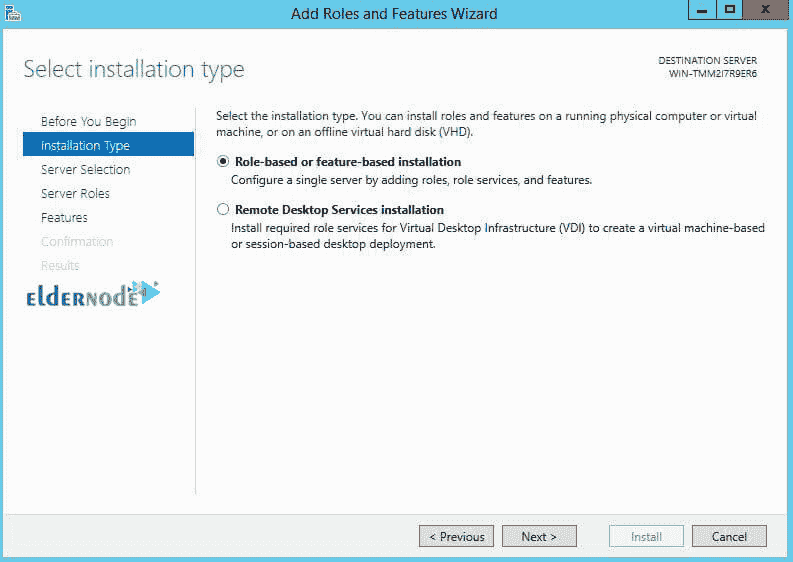 Add Roles and Features Wizard
Select installation type
DESTINATION SERVER
WIN-TMM2I7R9ER6
Before You Begin
Installation Type
Server Selection
Server Roles
Features
Confirmation
Results
ELDERNODE
Select the installation type. You can install roles and features on a running physical computer or virtual
machine, or on an offline virtual hard disk (VHD).
Role-based or feature-based installation
Configure a single server by adding roles, role services, and features.
Remote Desktop Services installation
Install required role services for Virtual Desktop Infrastructure (VDI) to create a virtual machine-based
or session-based desktop deployment.
< Previous
Next >
Install
Cancel